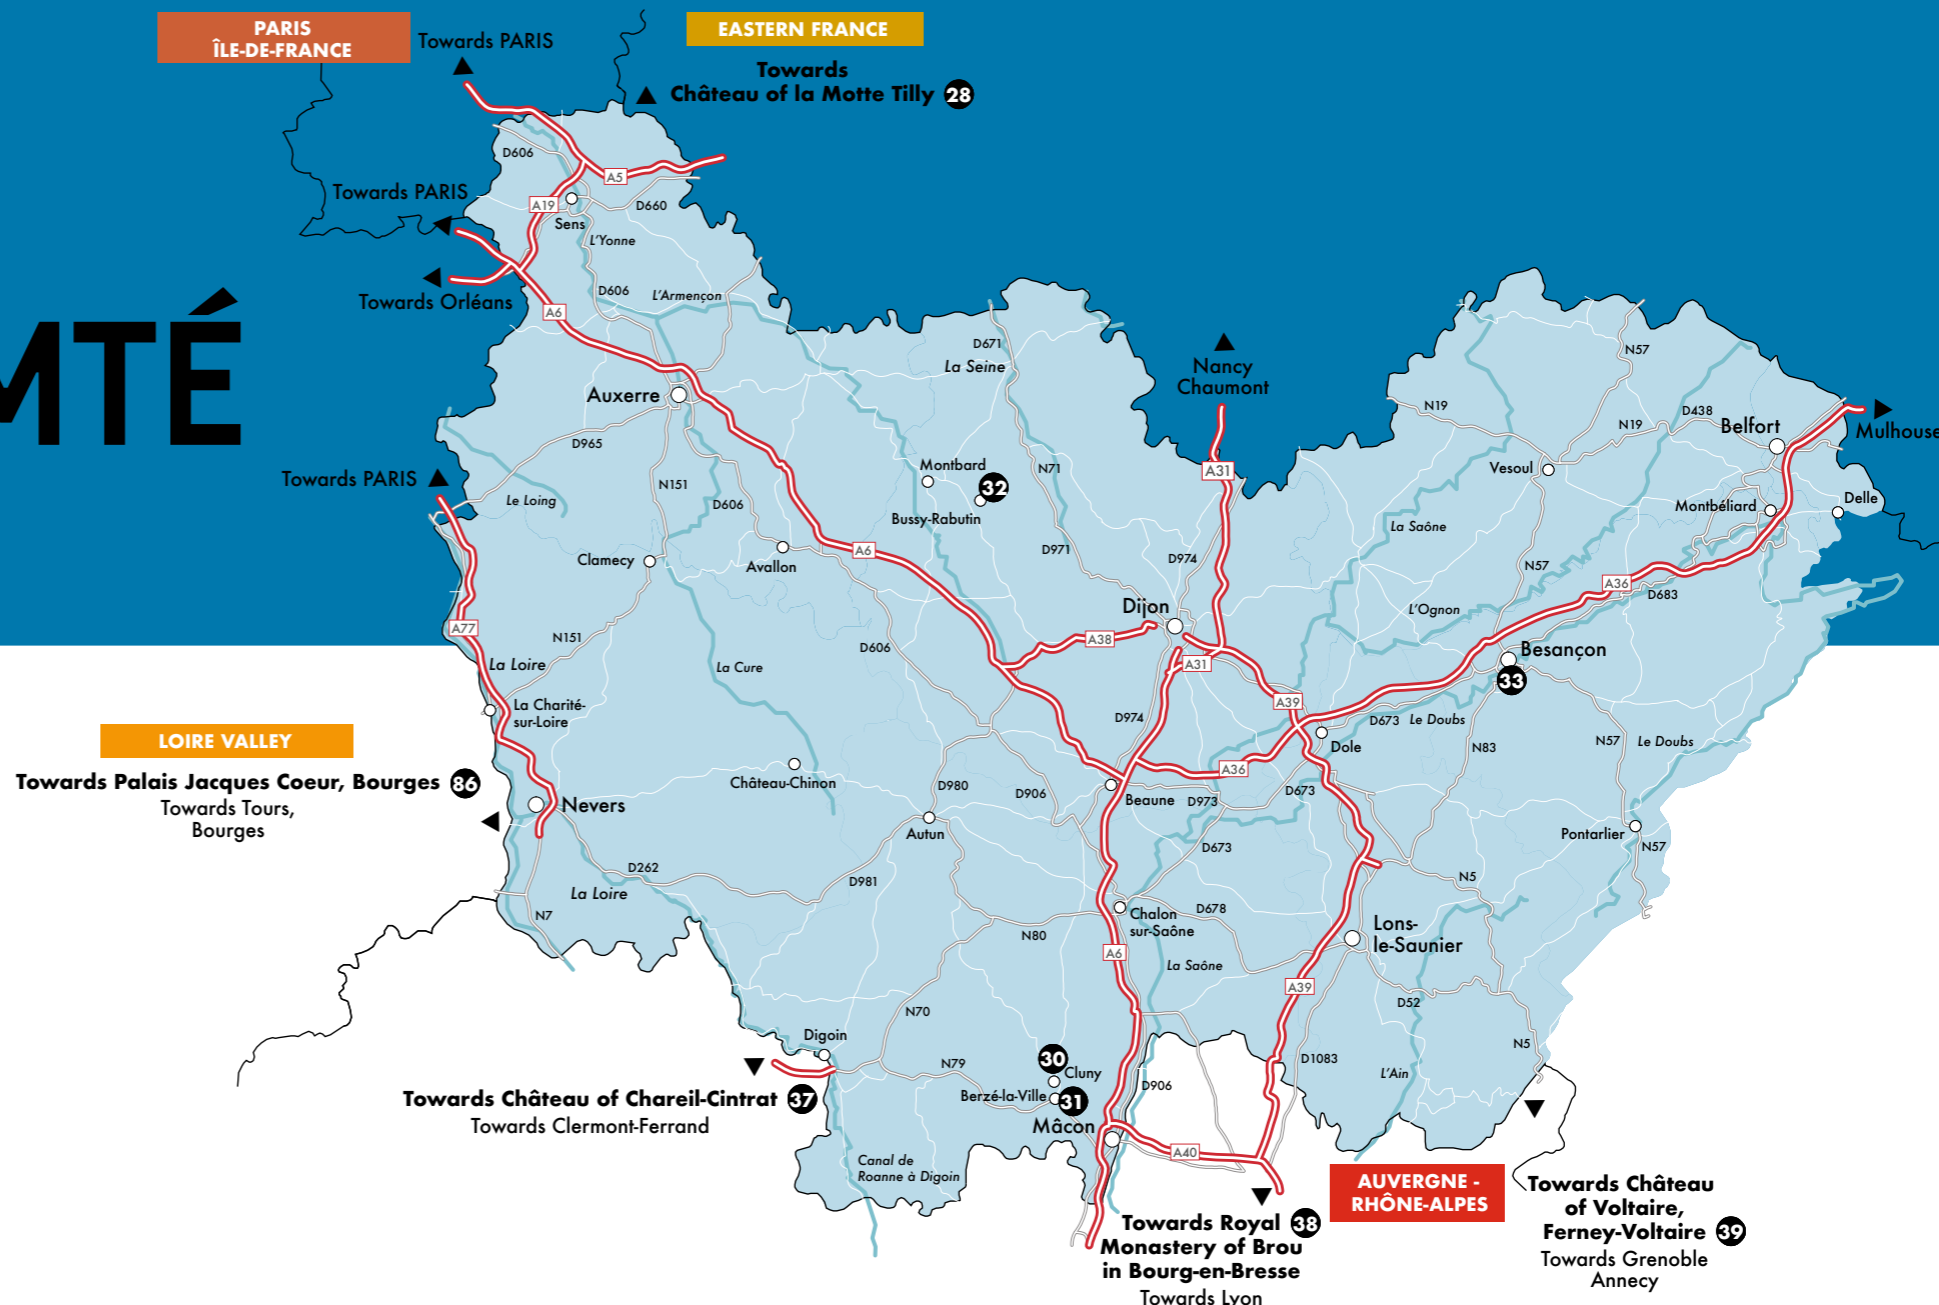 PARIS
ÎLE-DE-FRANCE
Towards PARIS
EASTERN FRANCE
Towards
Château of la Motte Tilly 28
D606
A5
Towards PARIS
A19
D660
Sens
L'Yonne
Towards Orléans
D606
L'Armençon
A6
MTÉ
D671
La Seine
Nancy
Chaumont
N57
Auxerre
N19
D438
N19
Belfort
Mulhouse
D965
Towards PARIS
Montbard
32
N71
A31
Vesoul
Le Loing
N151
D606
Bussy-Rabutin
Montbéliard
Delle
La Saône
Clamecy
Avallon
A6
D971
D974
N57
A36
D683
L'Ognon
Dijon
A77
N151
A38
D606
La Loire
La Cure
A31
Besançon
33
La Charité-
sur-Loire
D974
A39
D673
Le Doubs
LOIRE VALLEY
Dole
N83
N57
Le Doubs
Towards Palais Jacques Coeur, Bourges 86
Towards Tours,
Bourges
Château-Chinon
A36
D980
D906
Beaune
D973
D673
Nevers
Autun
Pontarlier
D673
N57
D262
D981
N5
La Loire
N7
Chalon
sur-Saône
D678
Lons-
le-Saunier
N80
A6
La Saône
A39
D52
N70
Digoin
N5
D1083
30
Cluny
N79
L'Ain
D906
Berzé-la-Ville
31
Towards Château of Chareil-Cintrat 37
Towards Clermont-Ferrand
Mâcon
A40
Canal de
Roanne à Digoin
AUVERGNE -
RHÔNE-ALPES
Towards Château
of Voltaire,
Ferney-Voltaire 39
Towards Grenoble
Annecy
Towards Royal 38
Monastery of Brou
in Bourg-en-Bresse
Towards Lyon